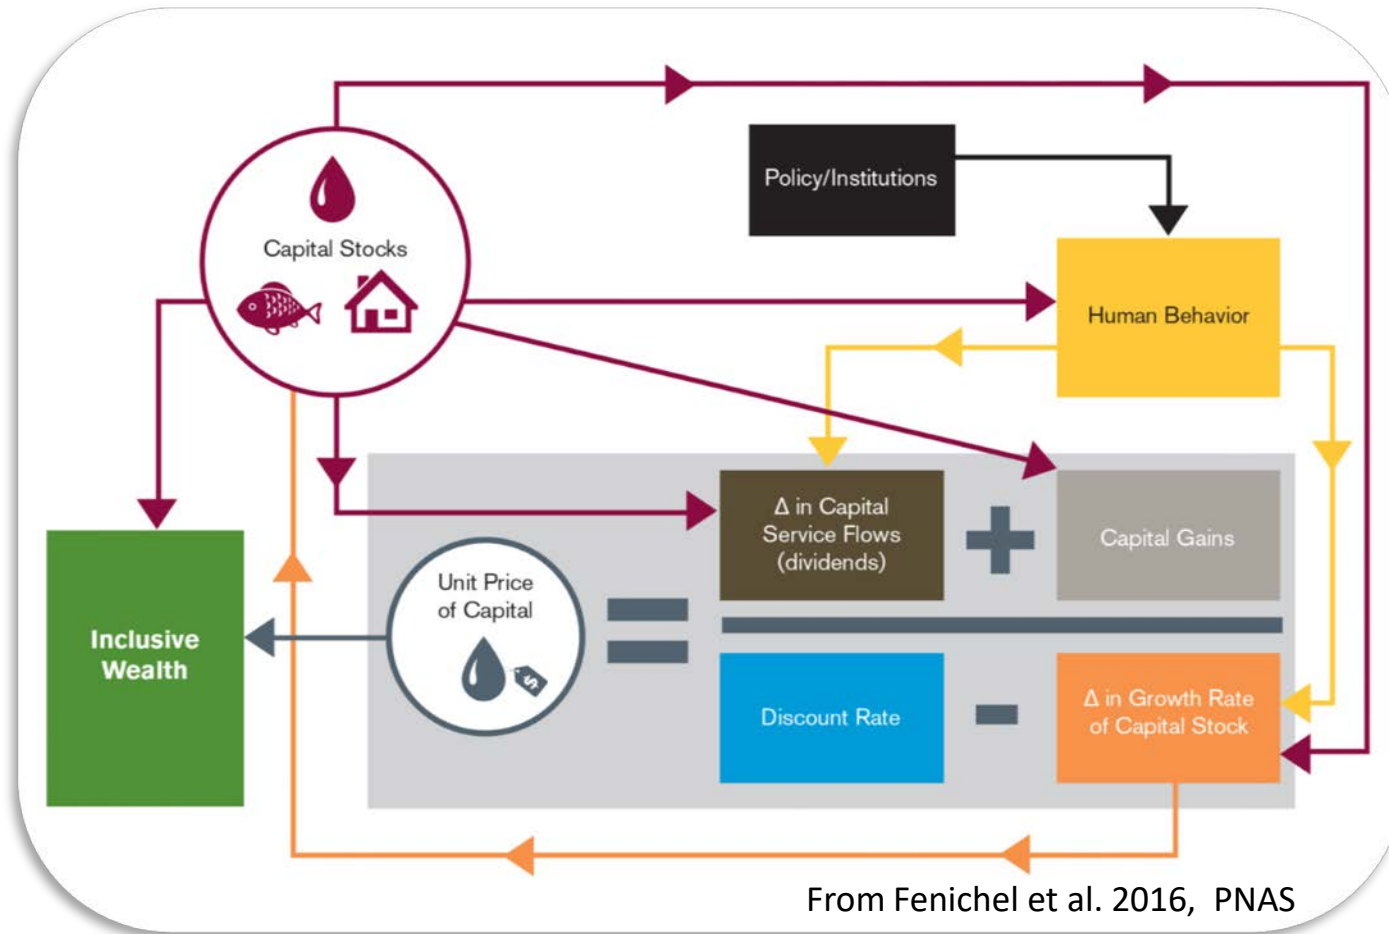 Policy/Institutions
Capital Stocks
Human Behavior
Δ in Capital
Service Flows
(dividends)
Capital Gains
Unit Price
of Capital
$
Inclusive
Wealth
Discount Rate
Δ in Growth Rate
of Capital Stock
From Fenichel et al. 2016,  PNAS